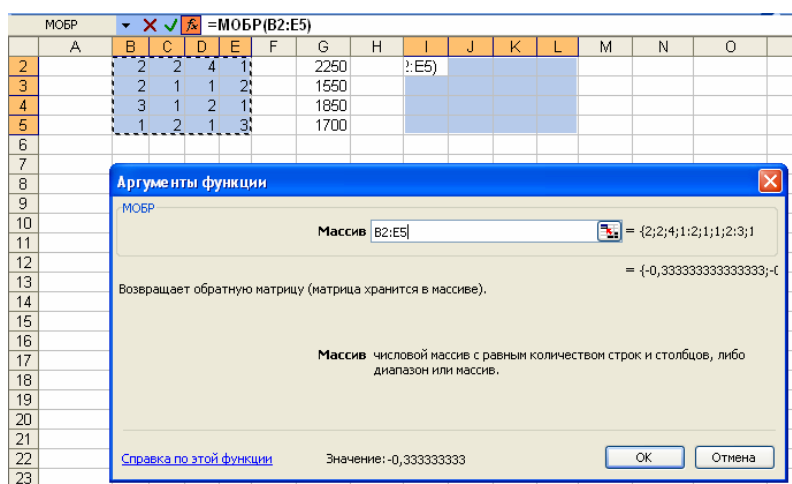 МОБР =МОБР(B2:E5)
A B C D E F G H I J K L M N O
2 2 2 4 1 2250 2:E5)
3 2 1 1 2 1550
4 3 1 2 1 1850
5 1 2 1 3 1700
6
7
8 Аргументы функции
9 МОБР
10 Массив B2:E5 = {2;2;4;1:2;1;1;2:3;1
11
12 = {-0,333333333333333;-0
13 Возвращает обратную матрицу (матрица хранится в массиве).
14
15
16
17 Массив числовой массив с равным количеством строк и столбцов, либо
18 диапазон или массив.
19
20
21
22 Справка по этой функции Значение:-0,333333333 ОК Отмена
23